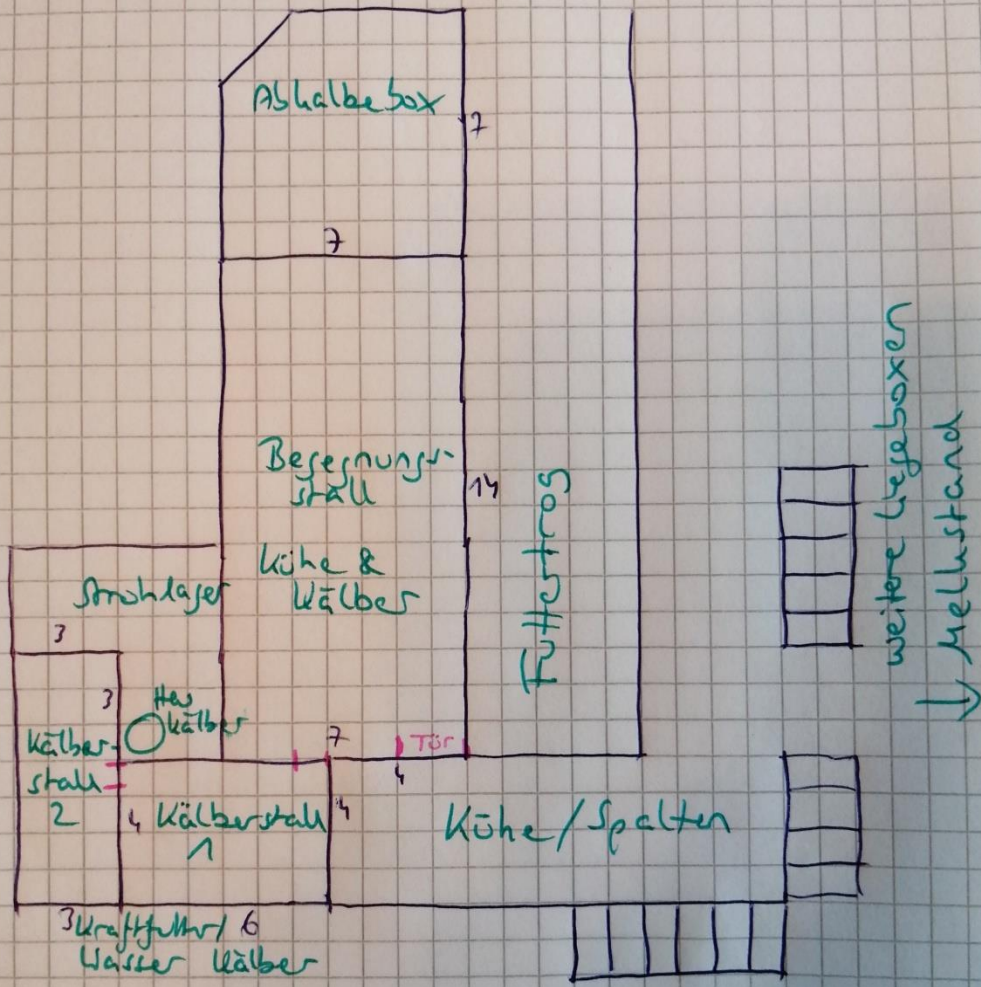 Abkalbebox
7
7
Begegnungs-
stall
14
Kühe &
Kälber
Futtertrog
weitere Liegeboxen
↓ Melkstand
Strohlager
3
3
Heu
Kälber
Kälber-
stall
2
7
Tür
4
4
Kälberstall
1
4
Kühe/Spalten
3
Kraftfutter/
6
Wasser Kälber